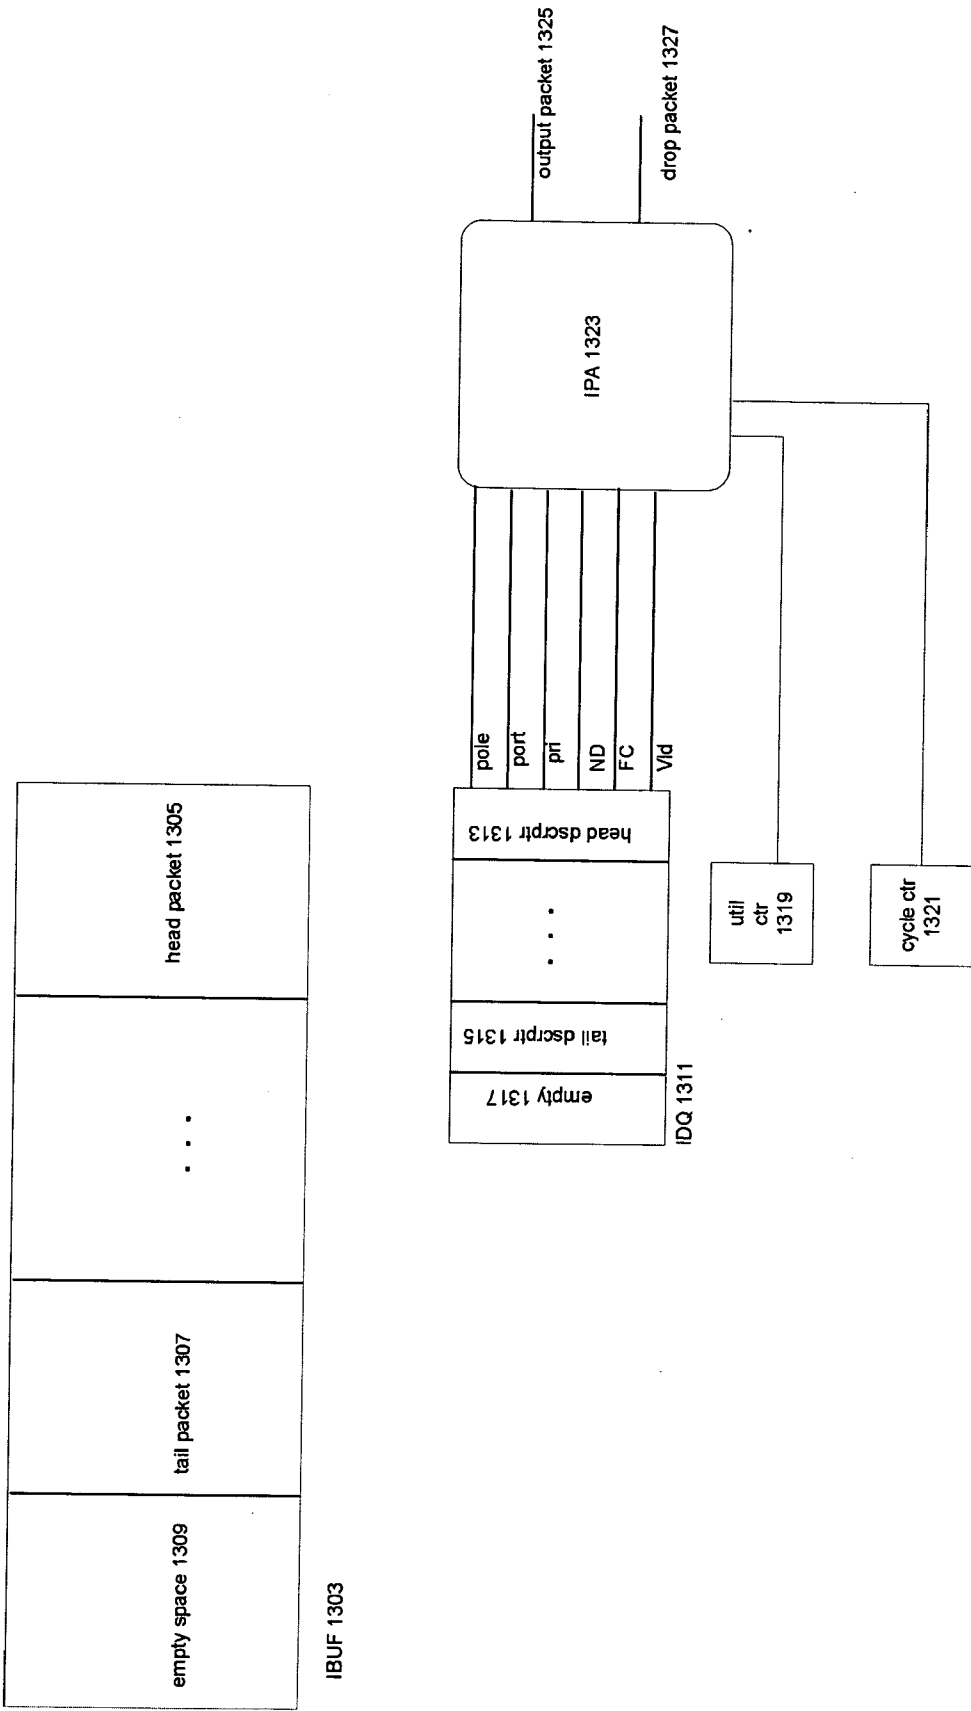 empty space 1309
tail packet 1307
. . .
head packet 1305
IBUF 1303
empty 1317
tail dscrptr 1315
. . .
head dscrptr 1313
IDQ 1311
pole
port
pri
ND
FC
Vld
util
ctr
1319
cycle ctr
1321
IPA 1323
output packet 1325
drop packet 1327